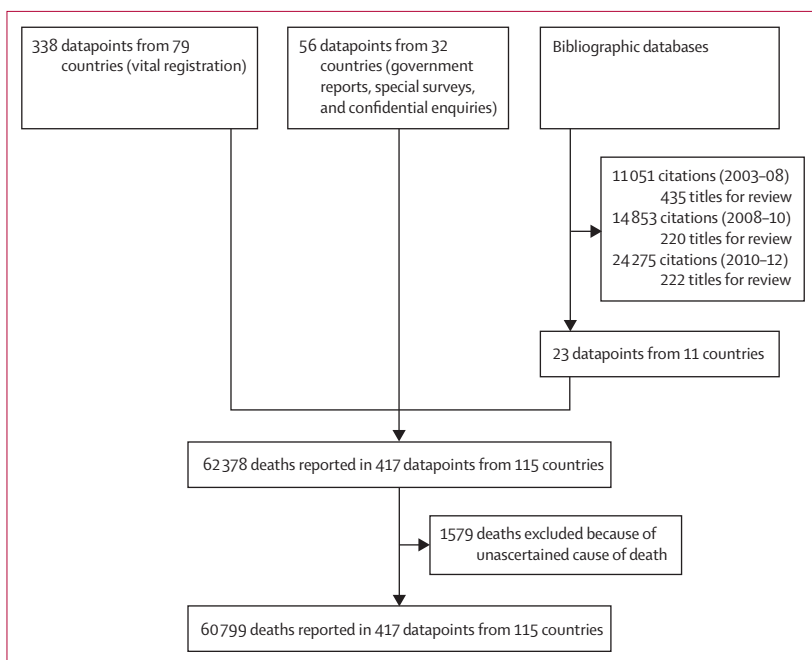 338 datapoints from 79
countries (vital registration)
56 datapoints from 32
countries (government
reports, special surveys,
and confidential enquiries)
Bibliographic databases
11 051 citations (2003–08)
435 titles for review
14 853 citations (2008–10)
220 titles for review
24 275 citations (2010–12)
222 titles for review
23 datapoints from 11 countries
62 378 deaths reported in 417 datapoints from 115 countries
1579 deaths excluded because of
unascertained cause of death
60 799 deaths reported in 417 datapoints from 115 countries